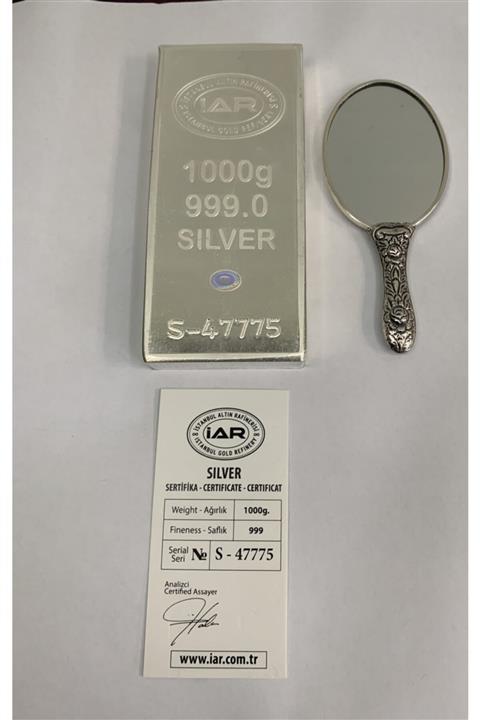 İSTANBUL ALTIN RAFİNERİSİ
İAR
İSTANBUL GOLD REFINERY
1000g
999.0
SILVER
S-47775
İSTANBUL ALTIN RAFİNERİSİ
İAR
İSTANBUL GOLD REFINERY
SILVER
SERTİFİKA - CERTIFICATE - CERTIFICAT
Weight - Ağırlık 1000g.
Fineness - Saflık 999
Serial
Seri № S - 47775
Analizci
Certified Assayer
www.iar.com.tr